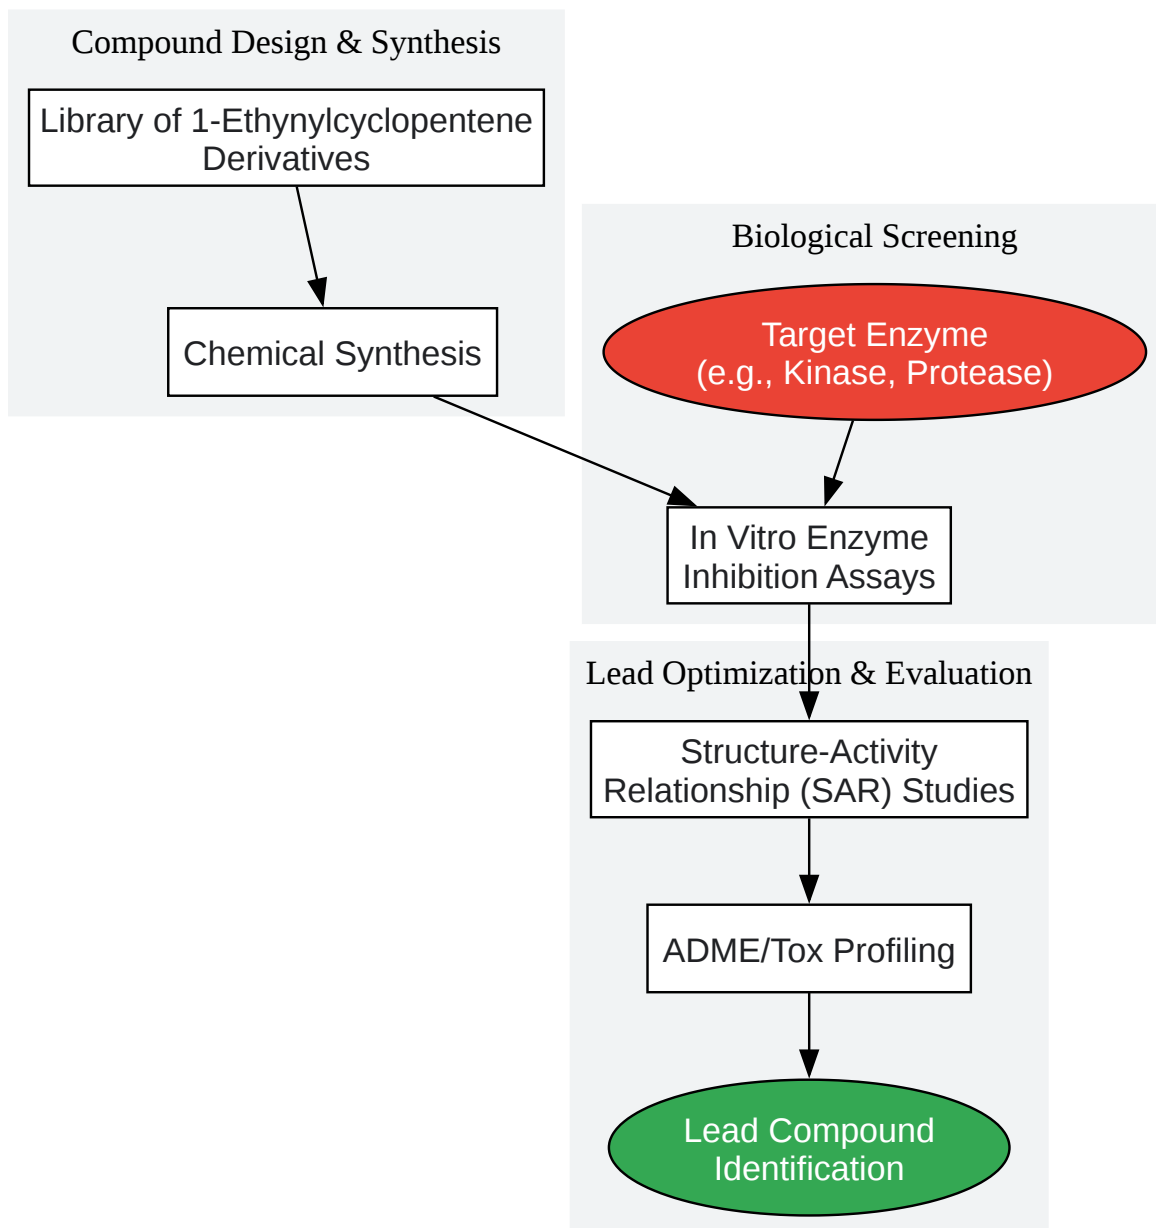 Compound Design & Synthesis
Library of 1-Ethynylcyclopentene
Derivatives
Chemical Synthesis
Biological Screening
Target Enzyme
(e.g., Kinase, Protease)
In Vitro Enzyme
Inhibition Assays
Lead Optimization & Evaluation
Structure-Activity
Relationship (SAR) Studies
ADME/Tox Profiling
Lead Compound
Identification